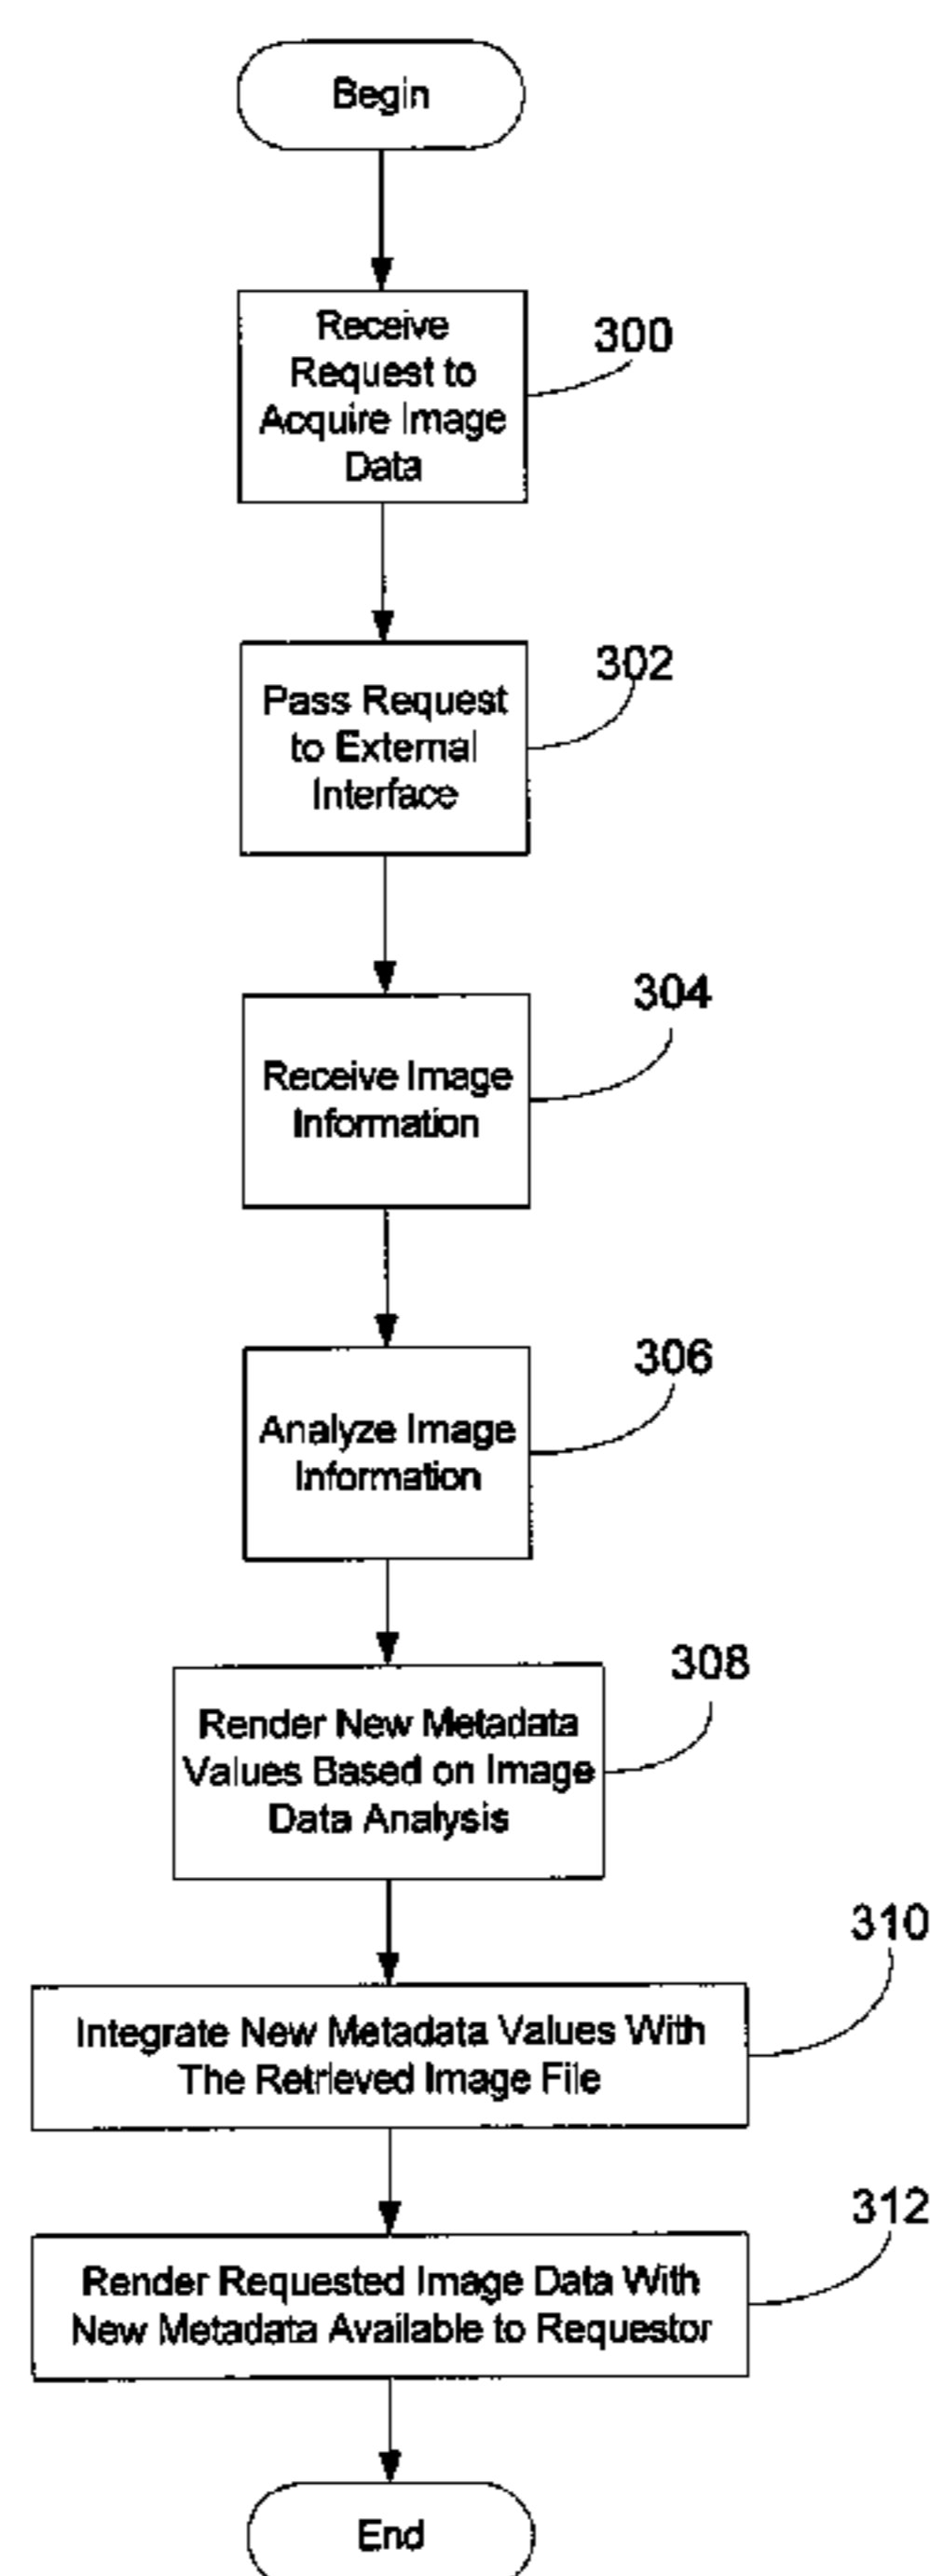 Begin
Receive
Request to
Acquire Image
Data
300
Pass Request
to External
Interface
302
Receive Image
Information
304
Analyze Image
Information
306
Render New Metadata
Values Based on Image
Data Analysis
308
Integrate New Metadata Values With
The Retrieved Image File
310
Render Requested Image Data With
New Metadata Available to Requestor
312
End